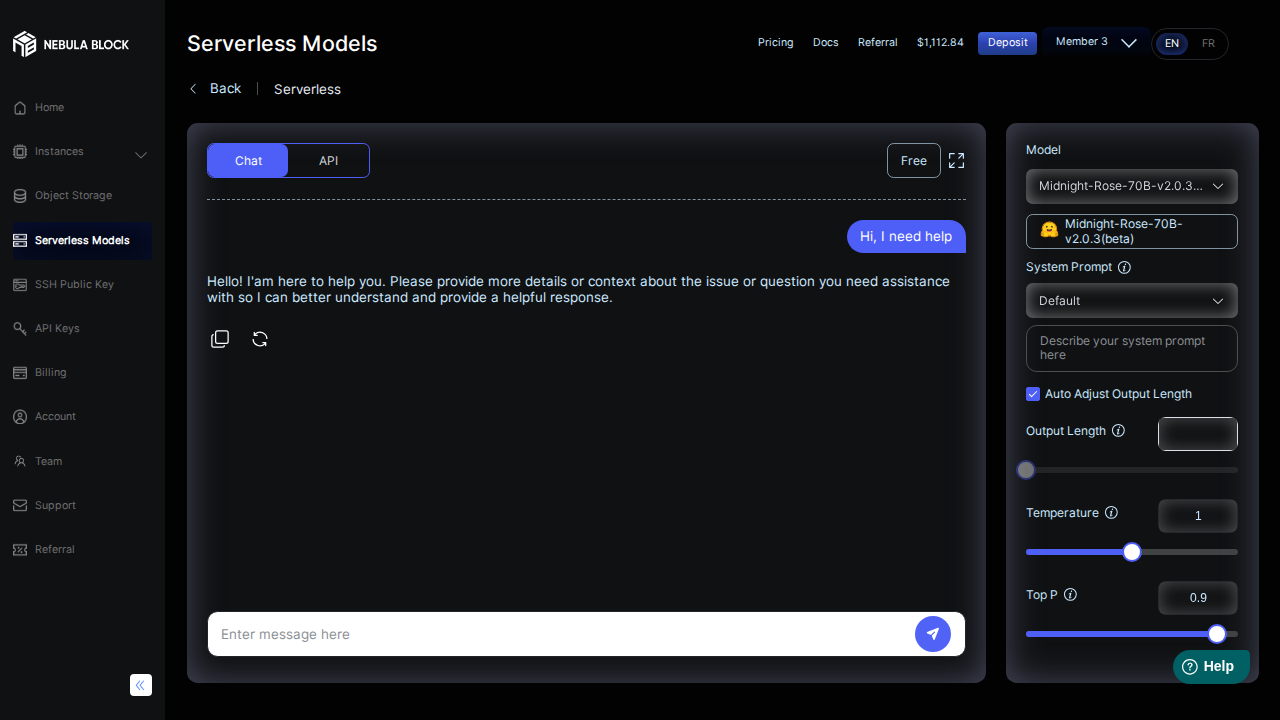 NEBULA BLOCK
Serverless Models
Pricing
Docs
Referral
$1,112.84
Deposit
Member 3
EN
FR
Back
Serverless
Home
Instances
Object Storage
Serverless Models
SSH Public Key
API Keys
Billing
Account
Team
Support
Referral
Chat
API
Free
Hi, I need help
Hello! I'm here to help you. Please provide more details or context about the issue or question you need assistance
with so I can better understand and provide a helpful response.
Enter message here
Model
Midnight-Rose-70B-v2.0.3...
Midnight-Rose-70B-
v2.0.3(beta)
System Prompt
Default
Describe your system prompt
here
Auto Adjust Output Length
Output Length
Temperature
1
Top P
0.9
Help